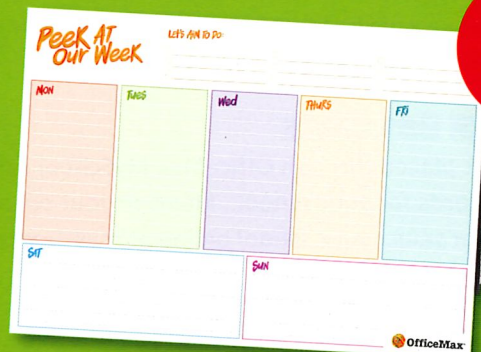 PEEK AT
OUR WEEK
LET'S AIM TO DO:
MON
TUES
Wed
THURS
FRi
SAT
SUN
OfficeMax